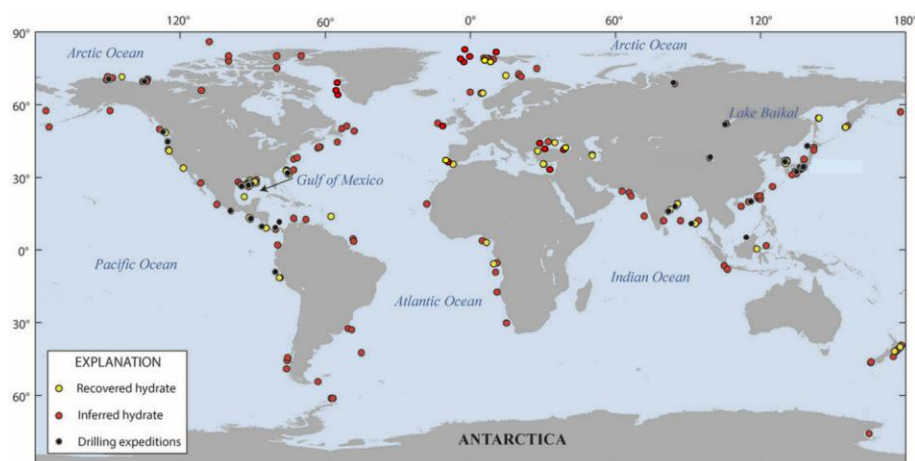 120° 60° 0° 60° 120° 180°
90°
Arctic Ocean
Arctic Ocean
60°
Lake Baikal
30°
Gulf of Mexico
0°
Pacific Ocean
Atlantic Ocean
Indian Ocean
30°
EXPLANATION
Recovered hydrate
Inferred hydrate
60°
Drilling expeditions
ANTARCTICA